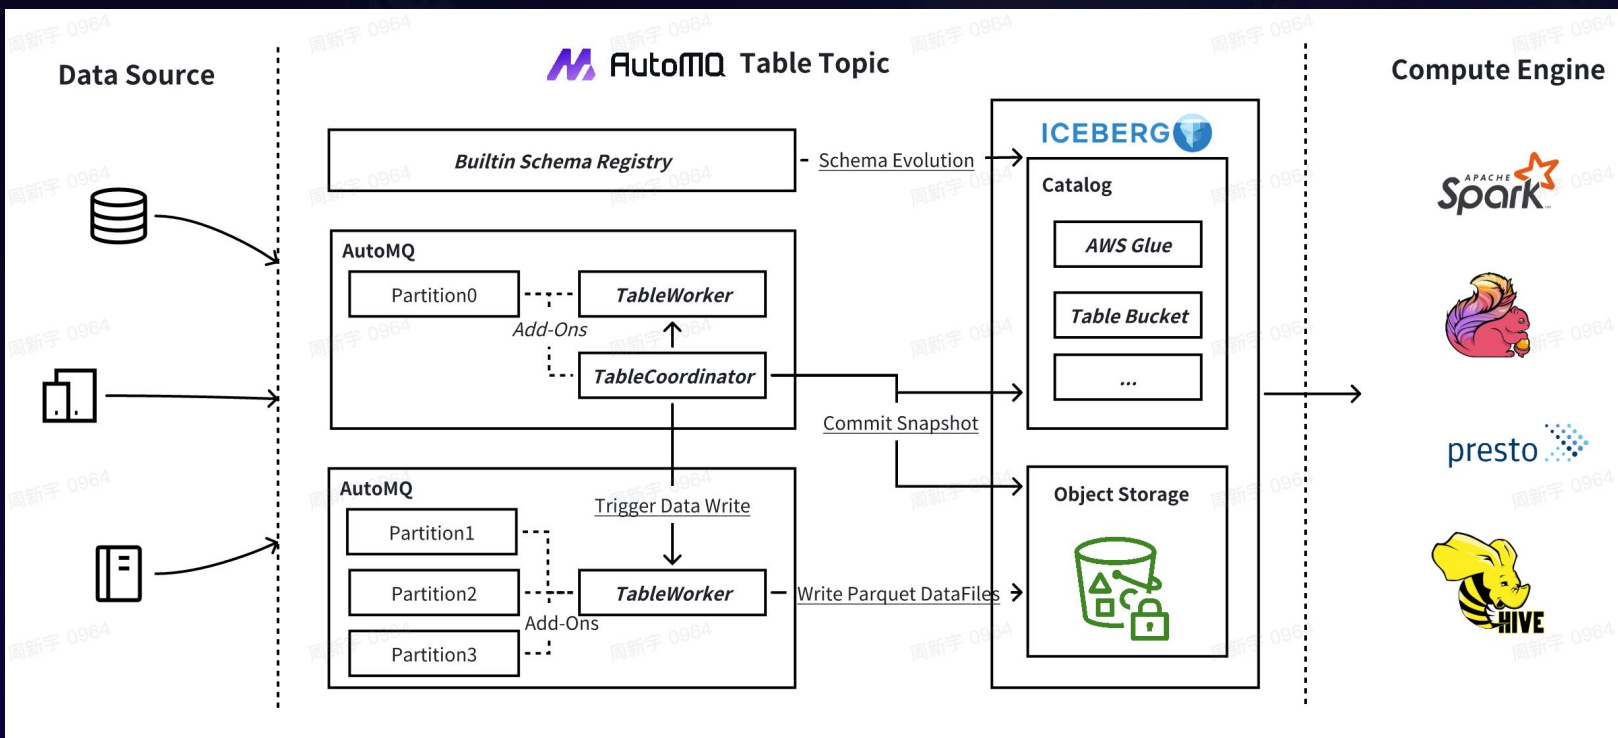 Data Source
AutoMQ Table Topic
Compute Engine
Builtin Schema Registry
Schema Evolution
ICEBERG
Catalog
AWS Glue
Table Bucket
...
AutoMQ
Partition0
TableWorker
Add-Ons
TableCoordinator
Commit Snapshot
AutoMQ
Partition1
Partition2
Partition3
Add-Ons
Trigger Data Write
TableWorker
Write Parquet DataFiles
Object Storage
APACHE
Spark
presto
HIVE
周新宇 0964